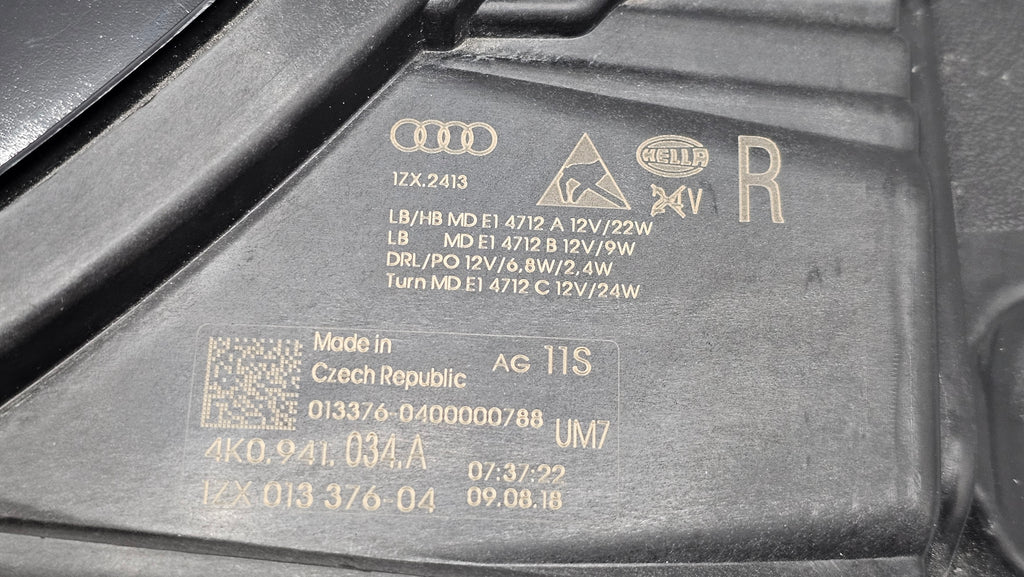 HELLA
R
1ZX.2413
24V
LB/HB MD E1 4712 A 12V/22W
LB MD E1 4712 B 12V/9W
DRL/PO 12V/6,8W/2,4W
Turn MD E1 4712 C 12V/24W
Made in
Czech Republic
AG 11S
013376-0400000788
UM7
4K0.941.034.A
07:37:22
1ZX 013 376-04
09.08.18